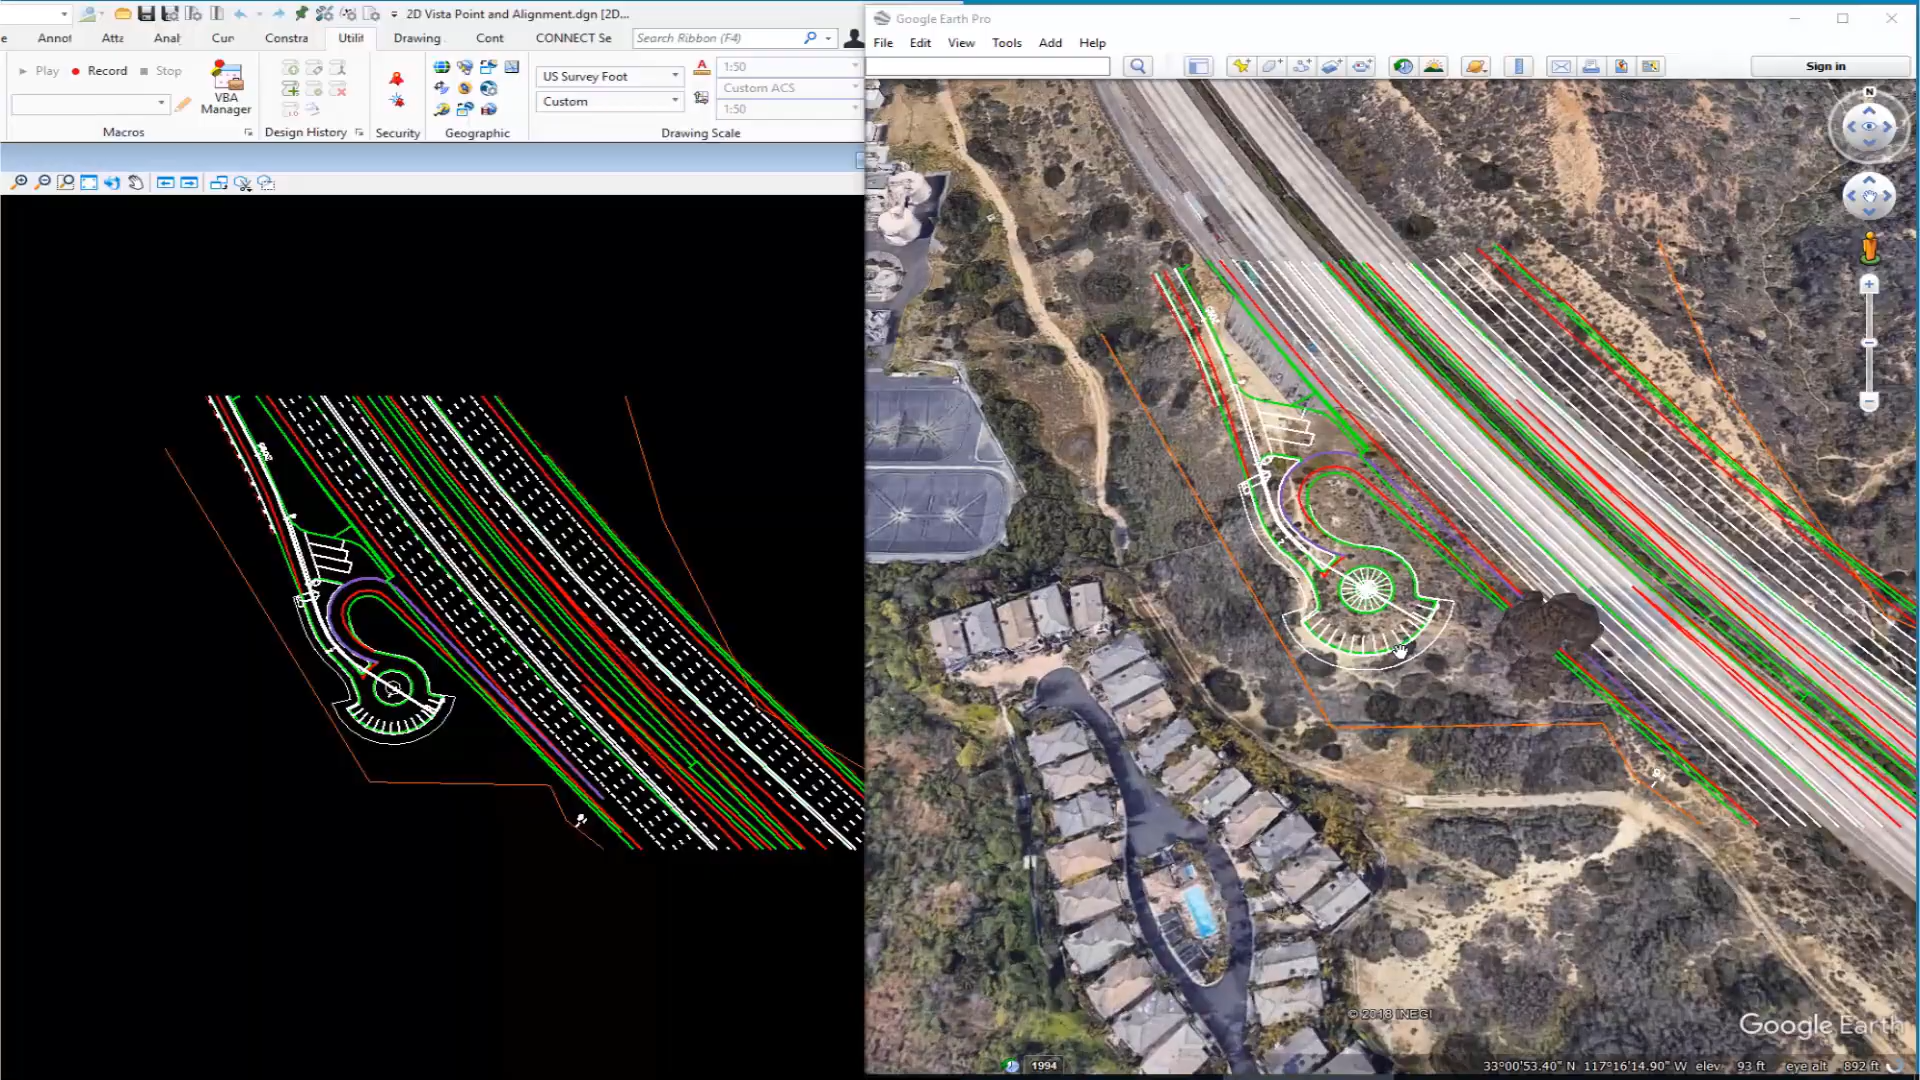 2D Vista Point and Alignment.dgn [2D...
Annot
Atta
Anal
Cur
Constra
Utilit
Drawing
Cont
CONNECT Se
Search Ribbon (F4)
Play
Record
Stop
VBA
Manager
Macros
Design History
Security
Geographic
US Survey Foot
Custom
1:50
Custom ACS
1:50
Drawing Scale
Google Earth Pro
File
Edit
View
Tools
Add
Help
Sign in
N
© 2018 INEGI
Google Earth
1994
33°00'53.40" N 117°16'14.90" W elev 93 ft eye alt 892 ft